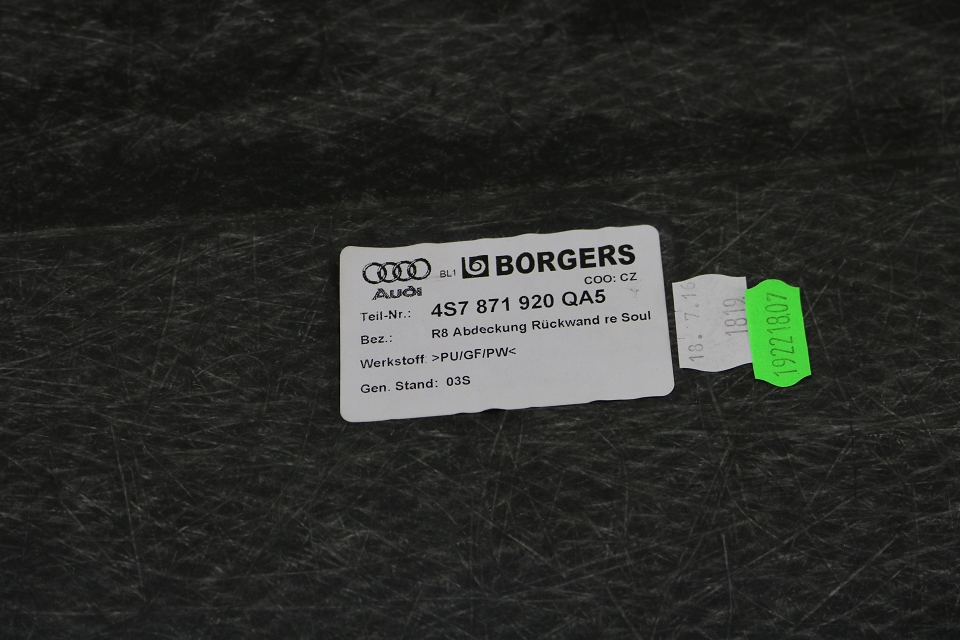 BL1 BORGERS
Audi
COO: CZ
Teil-Nr.: 4S7 871 920 QA5
Bez.: R8 Abdeckung Rückwand re Soul
Werkstoff >PU/GF/PW<
Gen. Stand: 03S
18. 7.16
1819
19221807